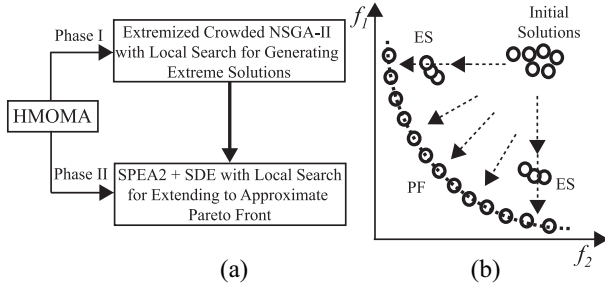 Phase I
Extremized Crowded NSGA-II
with Local Search for Generating
Extreme Solutions
HMOMA
Phase II
SPEA2 + SDE with Local Search
for Extending to Approximate
Pareto Front
(a)
f1
ES
Initial
Solutions
PF
ES
f2
(b)